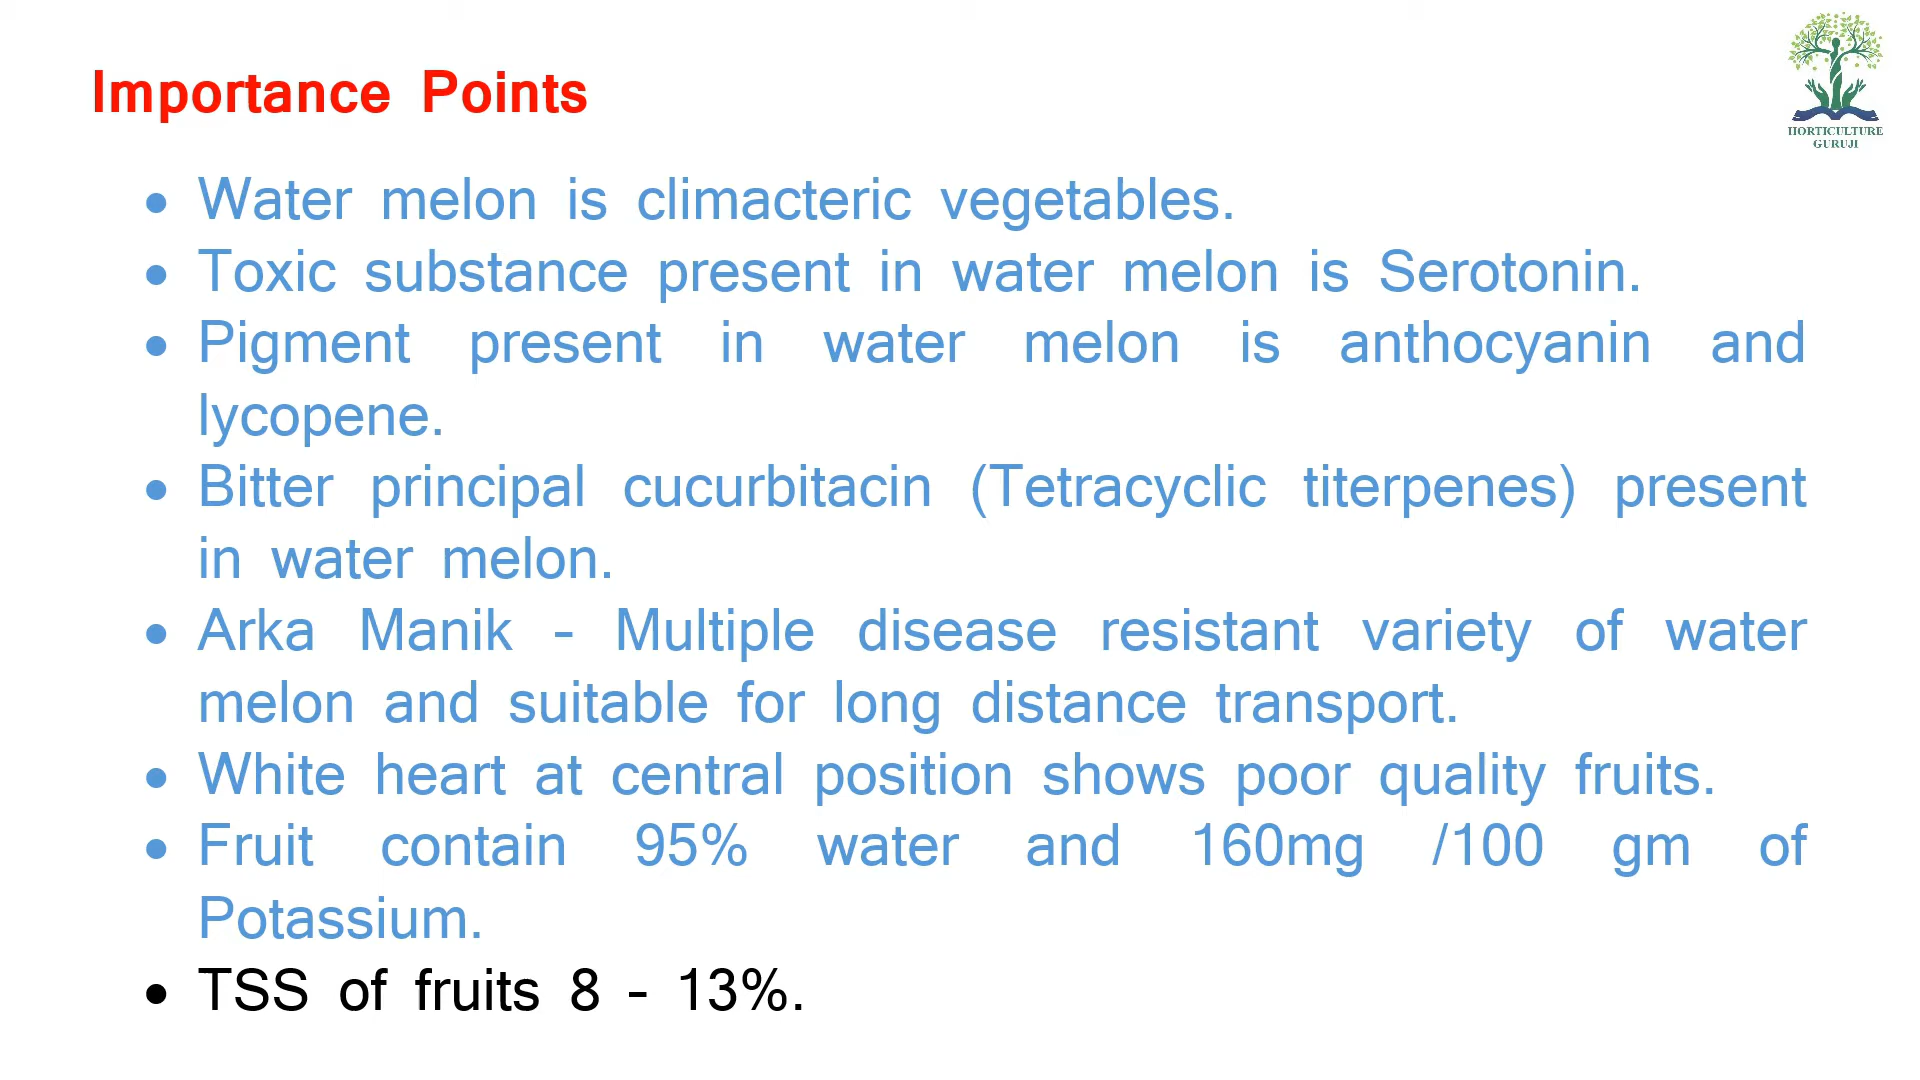 Importance Points
HORTICULTURE
GURUJI
• Water melon is climacteric vegetables.
• Toxic substance present in water melon is Serotonin.
• Pigment present in water melon is anthocyanin and
lycopene.
• Bitter principal cucurbitacin (Tetracyclic titerpenes) present
in water melon.
• Arka Manik – Multiple disease resistant variety of water
melon and suitable for long distance transport.
• White heart at central position shows poor quality fruits.
• Fruit contain 95% water and 160mg /100 gm of
Potassium.
• TSS of fruits 8 – 13%.